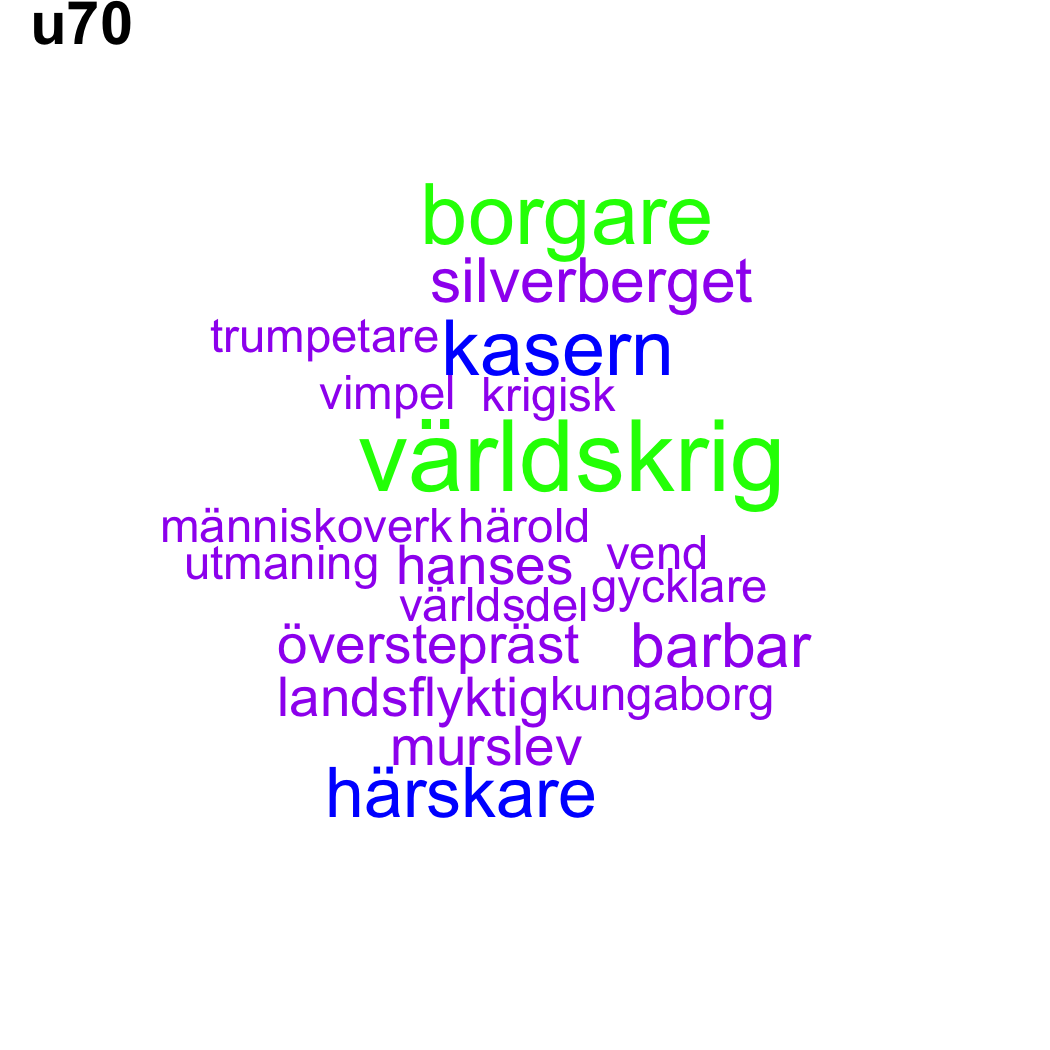 u70
borgare
silverberget
trumpetare kasern
vimpel krigisk
världskrig
människoverk härold
utmaning hanses vend
världsdel gycklare
överstepräst barbar
landsflyktig kungaborg
murslev
härskare